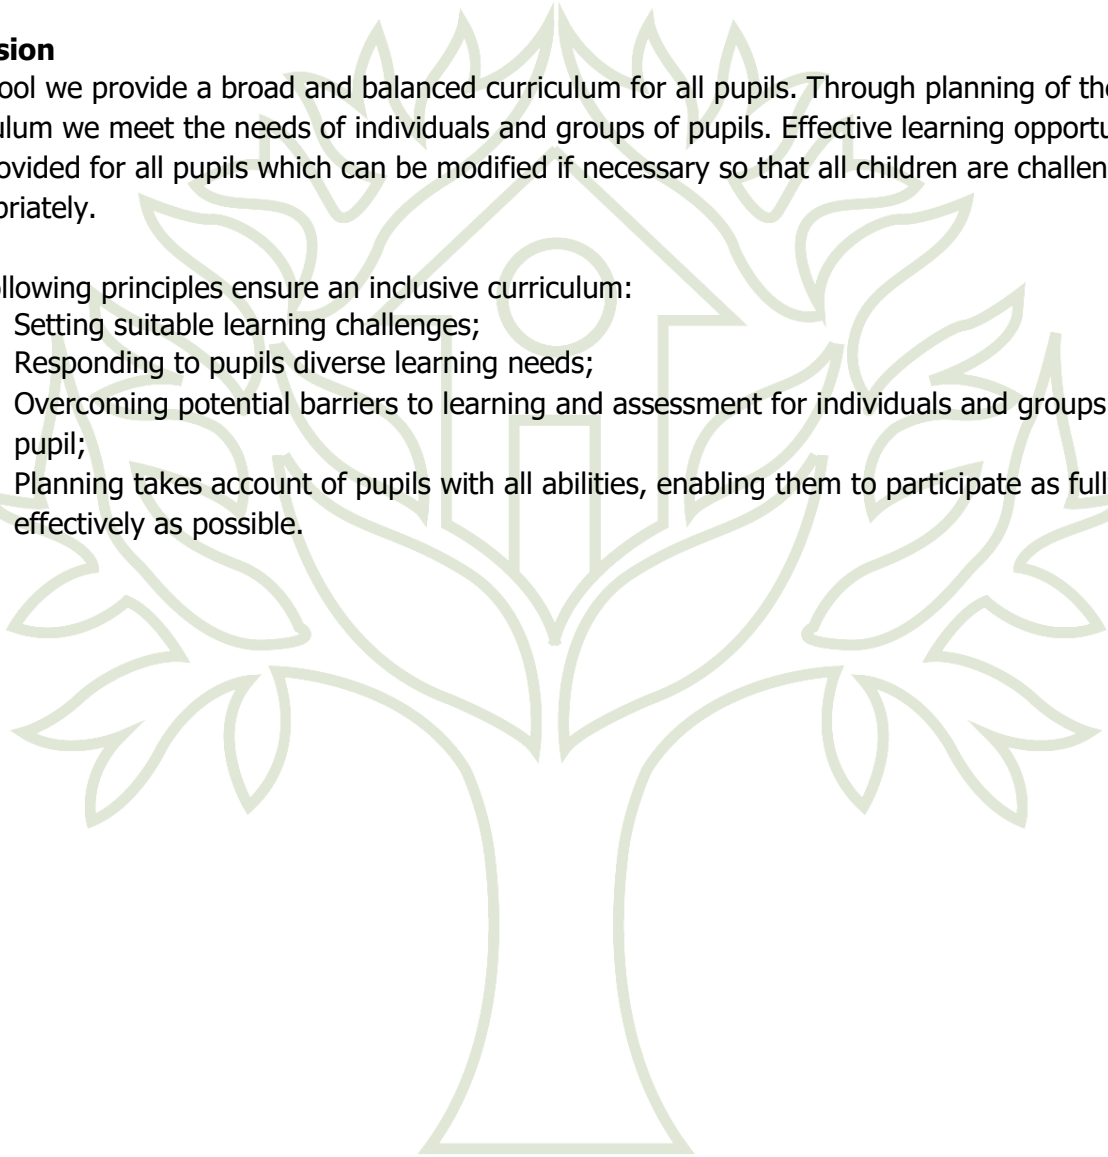 sion
ool we provide a broad and balanced curriculum for all pupils. Through planning of the
ulum we meet the needs of individuals and groups of pupils. Effective learning opportu
ovided for all pupils which can be modified if necessary so that all children are challen
priately.
ollowing principles ensure an inclusive curriculum:
Setting suitable learning challenges;
Responding to pupils diverse learning needs;
Overcoming potential barriers to learning and assessment for individuals and groups
pupil;
Planning takes account of pupils with all abilities, enabling them to participate as full
effectively as possible.